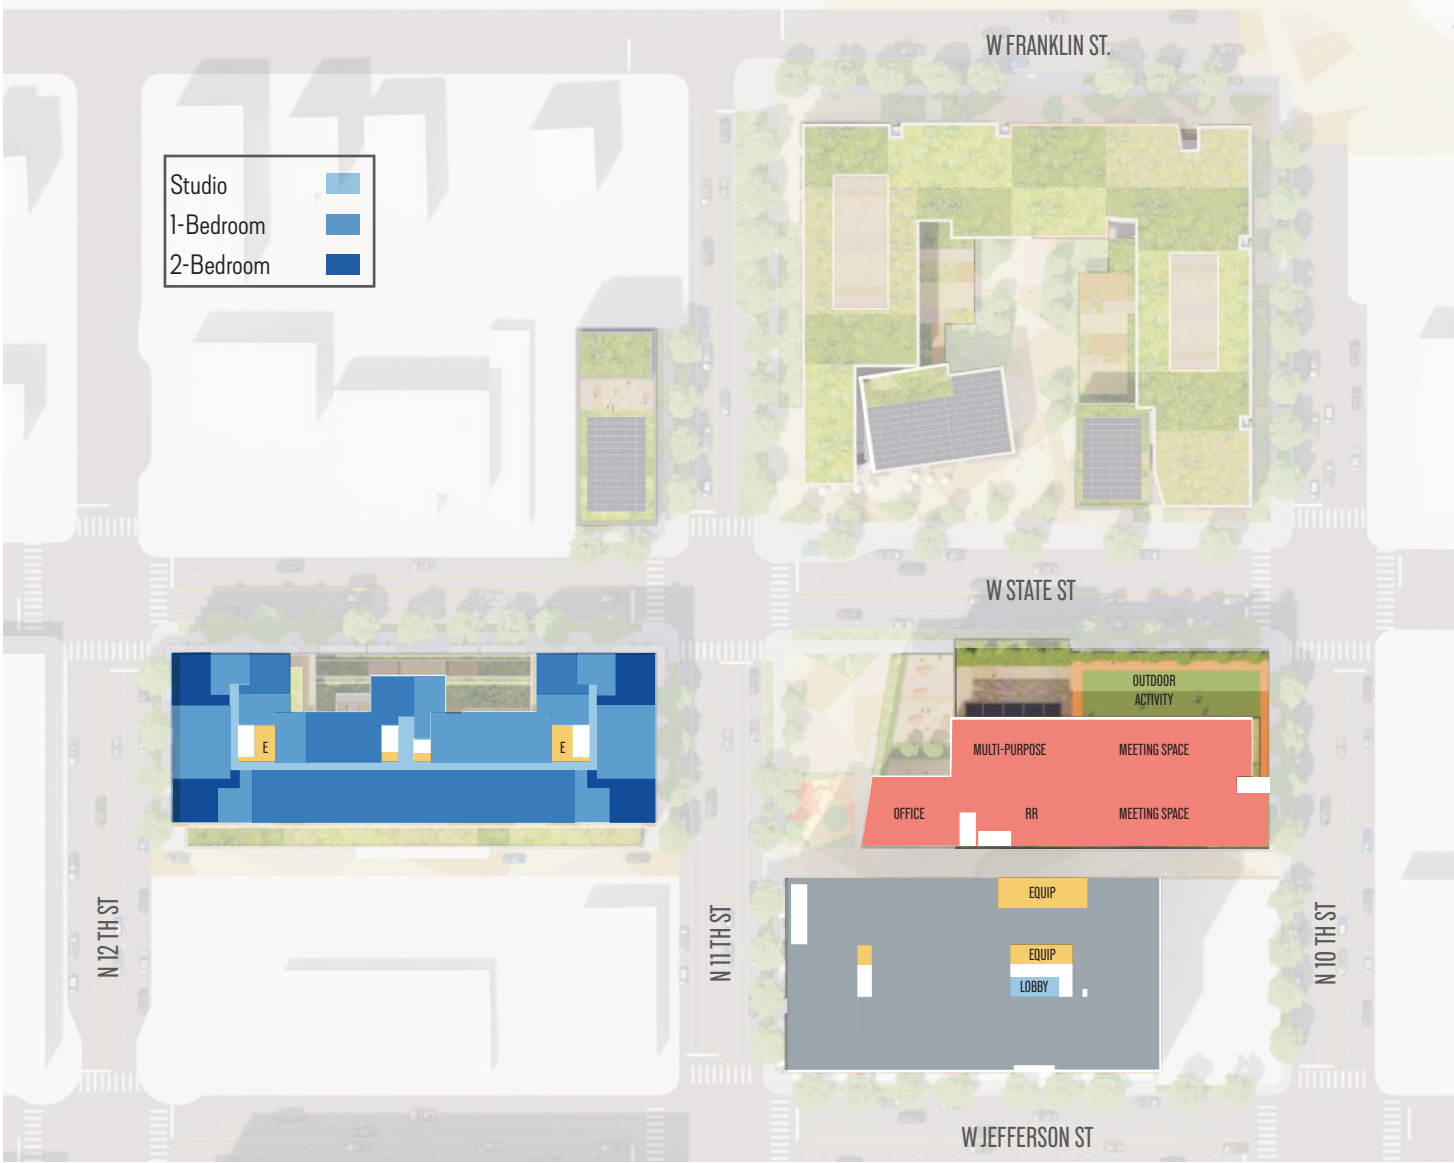 W FRANKLIN ST.
Studio
1-Bedroom
2-Bedroom
W STATE ST
OUTDOOR
ACTIVITY
E
E
MULTI-PURPOSE
MEETING SPACE
OFFICE
RR
MEETING SPACE
EQUIP
EQUIP
LOBBY
N 12 TH ST
N 11 TH ST
N 10 TH ST
W JEFFERSON ST